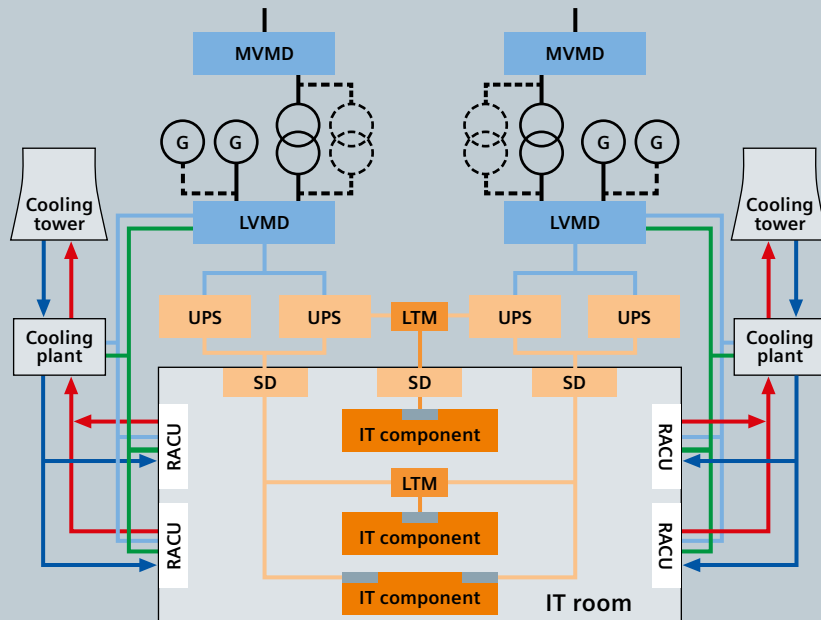 MVMD
MVMD
G
G
G
G
Cooling
tower
LVMD
LVMD
Cooling
tower
UPS
UPS
LTM
UPS
UPS
Cooling
plant
Cooling
plant
SD
SD
SD
RACU
IT component
RACU
LTM
RACU
IT component
RACU
IT component
IT room